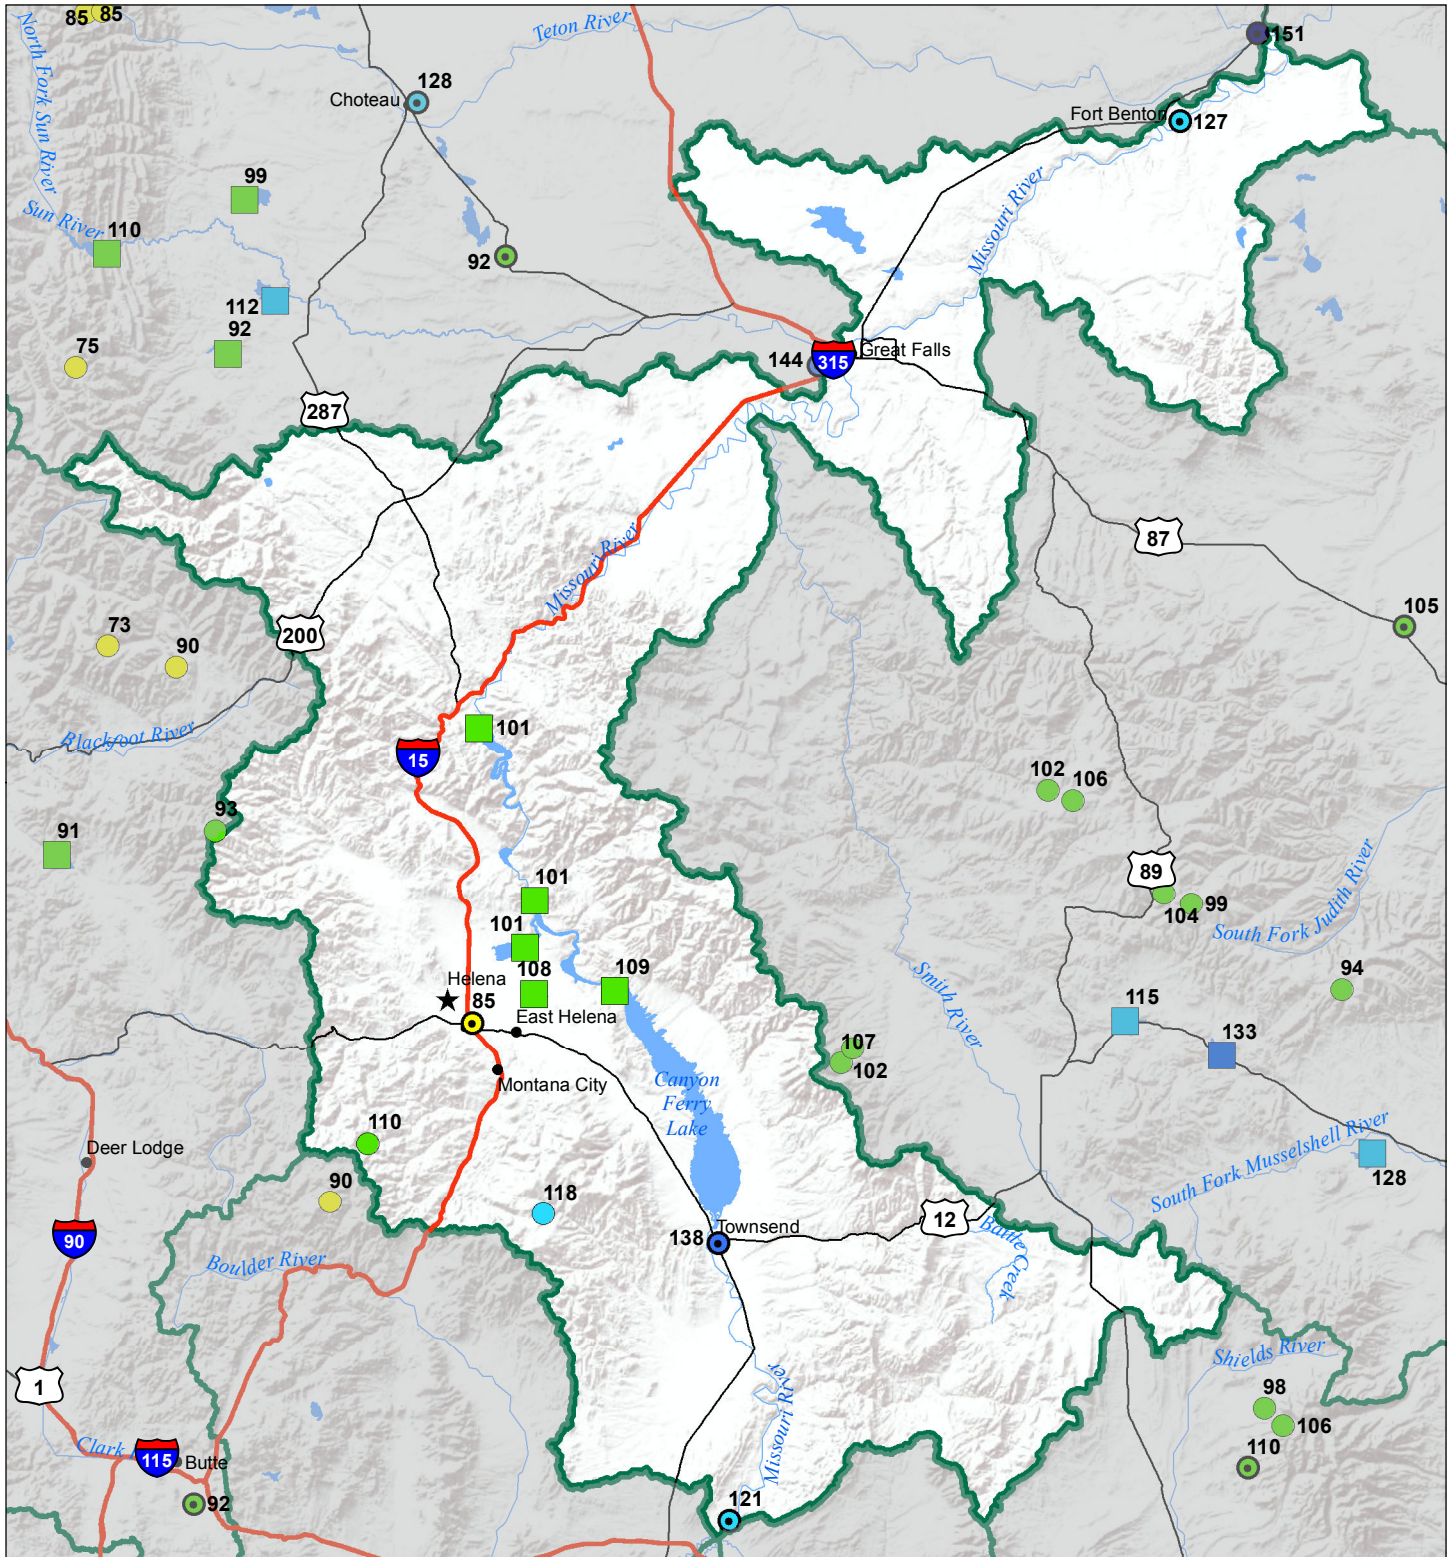 85
85
North Fork Sun River
Teton River
151
128
Choteau
Fort Benton
127
99
Sun River
110
Missouri River
92
112
92
75
144
315
Great Falls
287
87
Missouri River
105
200
73
90
Blackfoot River
101
15
102
106
93
91
89
101
104
99
South Fork Judith River
101
108
109
Helena
85
East Helena
Smith River
94
115
133
107
102
Canyon
Ferry
Lake
Montana City
110
Deer Lodge
South Fork Musselshell River
128
90
118
12
Battle Creek
138
Townsend
90
Boulder River
Shields River
1
Missouri River
98
106
110
Clark
115
Butte
92
121